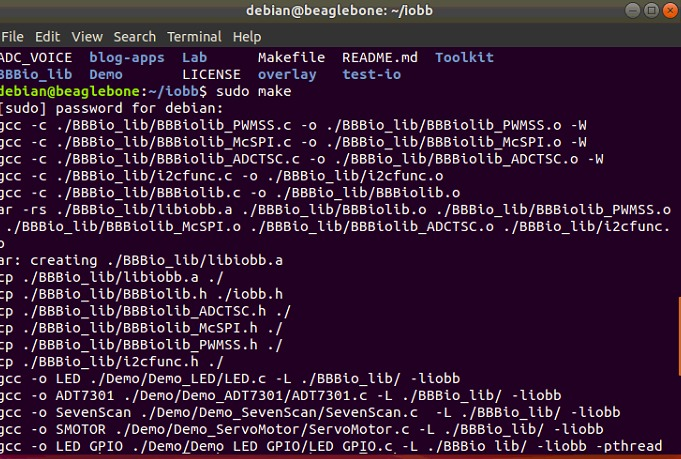 debian@beaglebone: ~/iobb
File Edit View Search Terminal Help
ADC_VOICE blog-apps Lab Makefile README.md Toolkit
BBBio_lib Demo LICENSE overlay test-io
debian@beaglebone:~/iobb$ sudo make
[sudo] password for debian:
gcc -c ./BBBio_lib/BBBiolib_PWMSS.c -o ./BBBio_lib/BBBiolib_PWMSS.o -W
gcc -c ./BBBio_lib/BBBiolib_McSPI.c -o ./BBBio_lib/BBBiolib_McSPI.o -W
gcc -c ./BBBio_lib/BBBiolib_ADCTSC.c -o ./BBBio_lib/BBBiolib_ADCTSC.o -W
gcc -c ./BBBio_lib/i2cfunc.c -o ./BBBio_lib/i2cfunc.o
gcc -c ./BBBio_lib/BBBiolib.c -o ./BBBio_lib/BBBiolib.o
ar -rs ./BBBio_lib/libiobb.a ./BBBio_lib/BBBiolib.o ./BBBio_lib/BBBiolib_PWMSS.o
./BBBio_lib/BBBiolib_McSPI.o ./BBBio_lib/BBBiolib_ADCTSC.o ./BBBio_lib/i2cfunc.
o
ar: creating ./BBBio_lib/libiobb.a
cp ./BBBio_lib/libiobb.a ./
cp ./BBBio_lib/BBBiolib.h ./iobb.h
cp ./BBBio_lib/BBBiolib_ADCTSC.h ./
cp ./BBBio_lib/BBBiolib_McSPI.h ./
cp ./BBBio_lib/BBBiolib_PWMSS.h ./
cp ./BBBio_lib/i2cfunc.h ./
gcc -o LED ./Demo/Demo_LED/LED.c -L ./BBBio_lib/ -liobb
gcc -o ADT7301 ./Demo/Demo_ADT7301/ADT7301.c -L ./BBBio_lib/ -liobb
gcc -o SevenScan ./Demo/Demo_SevenScan/SevenScan.c -L ./BBBio_lib/ -liobb
gcc -o SMOTOR ./Demo/Demo_ServoMotor/ServoMotor.c -L ./BBBio_lib/ -liobb
gcc -o LED_GPIO ./Demo/Demo_LED_GPIO/LED_GPIO.c -L ./BBBio_lib/ -liobb -pthread